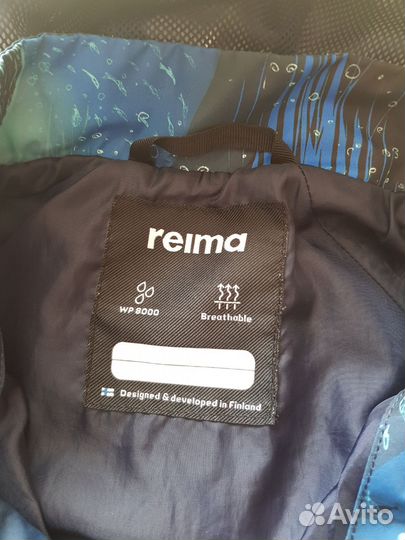 reima
WP 8000
Breathable
Designed & developed in Finland
Avito